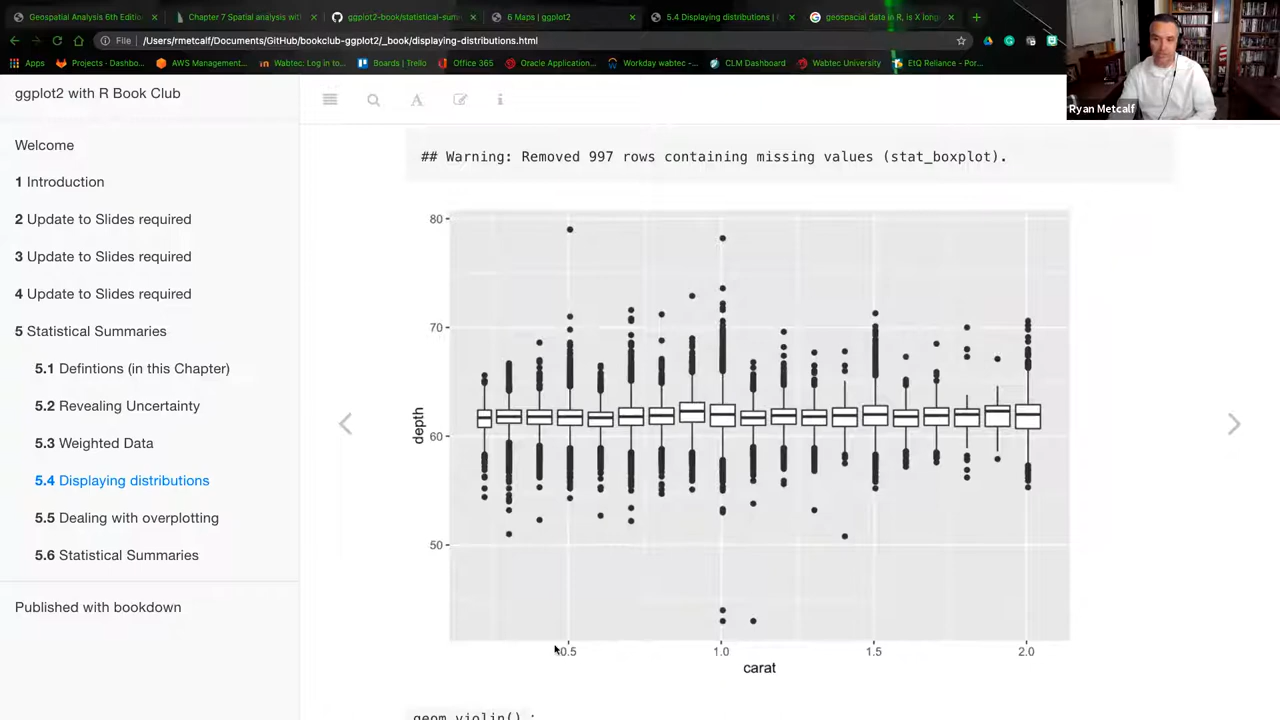 Geospatial Analysis 6th Editio
Chapter 7 Spatial analysis wit
ggplot2-book/statistical-sum
6 Maps | ggplot2
5.4 Displaying distributions |
geospacial data in R, is X long
File
/Users/rmetcalf/Documents/GitHub/bookclub-ggplot2/_book/displaying-distributions.html
Apps
Projects - Dashbo...
AWS Management...
Wabtec: Log in to...
Boards | Trello
Office 365
Oracle Application...
Workday wabtec -...
CLM Dashboard
Wabtec University
EtQ Reliance - Por...
Ryan Metcalf
ggplot2 with R Book Club
Welcome
1 Introduction
2 Update to Slides required
3 Update to Slides required
4 Update to Slides required
5 Statistical Summaries
5.1 Defintions (in this Chapter)
5.2 Revealing Uncertainty
5.3 Weighted Data
5.4 Displaying distributions
5.5 Dealing with overplotting
5.6 Statistical Summaries
Published with bookdown
## Warning: Removed 997 rows containing missing values (stat_boxplot).
80
70
60
50
depth
0.5
1.0
1.5
2.0
carat
geom_violin() :